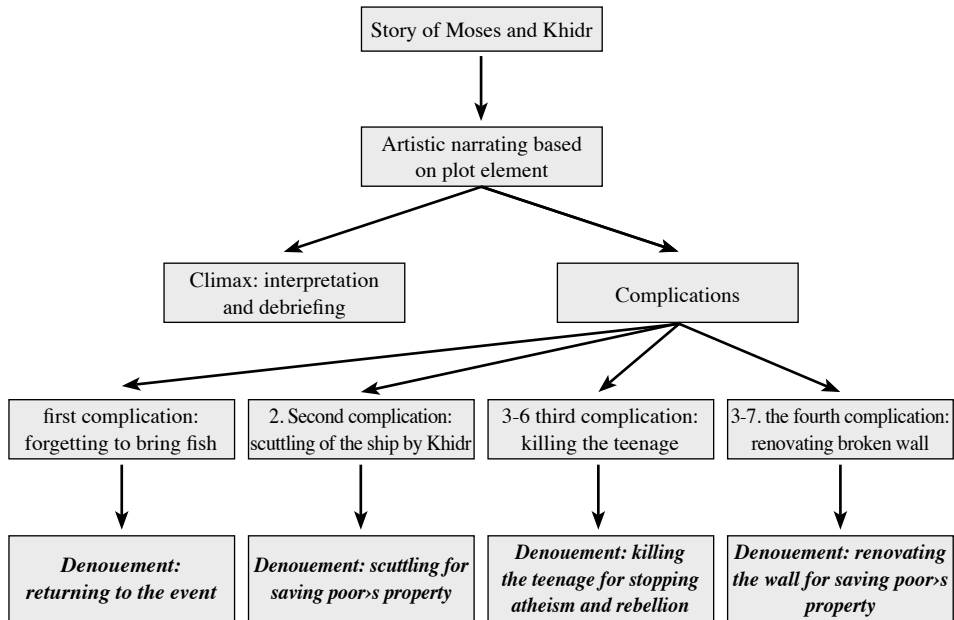 Story of Moses and Khidr
Artistic narrating based
on plot element
Climax: interpretation
and debriefing
Complications
first complication:
forgetting to bring fish
2. Second complication:
scuttling of the ship by Khidr
3-6 third complication:
killing the teenage
3-7. the fourth complication:
renovating broken wall
Denouement:
returning to the event
Denouement: scuttling for
saving poor›s property
Denouement: killing
the teenage for stopping
atheism and rebellion
Denouement: renovating
the wall for saving poor›s
property